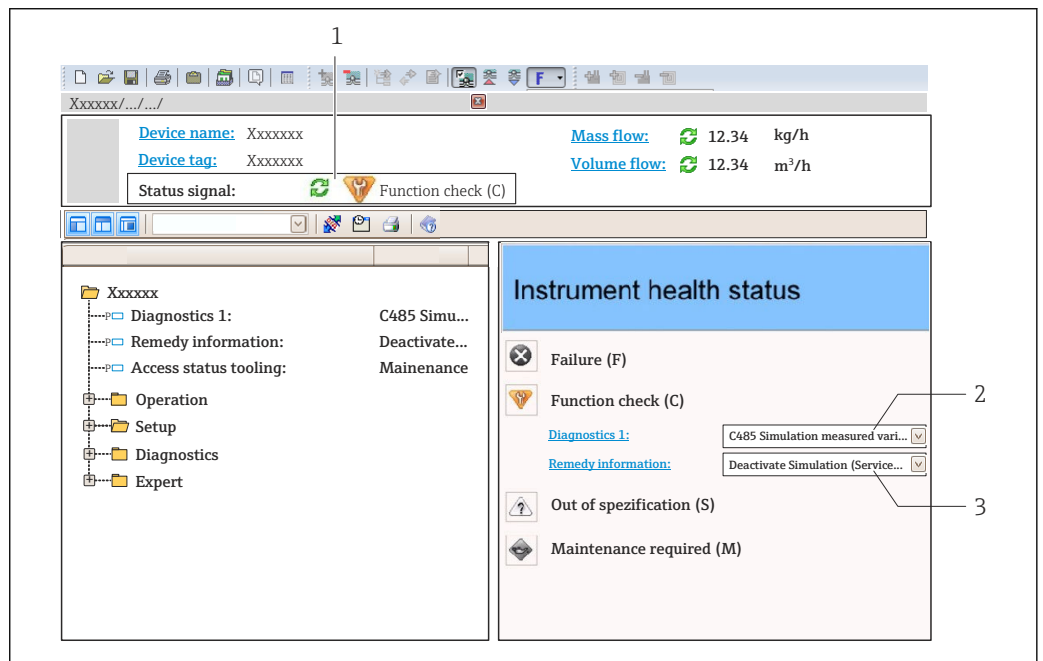 1
F
Xxxxxx/.../.../
Device name: Xxxxxxx
Mass flow: 12.34 kg/h
Device tag: Xxxxxxx
Volume flow: 12.34 m³/h
Status signal: Function check (C)
Xxxxxx
Diagnostics 1: C485 Simu...
Remedy information: Deactivate...
Access status tooling: Mainenance
Operation
Setup
Diagnostics
Expert
Instrument health status
Failure (F)
Function check (C)
Diagnostics 1: C485 Simulation measured vari...
2
Remedy information: Deactivate Simulation (Service...
3
Out of spezification (S)
Maintenance required (M)